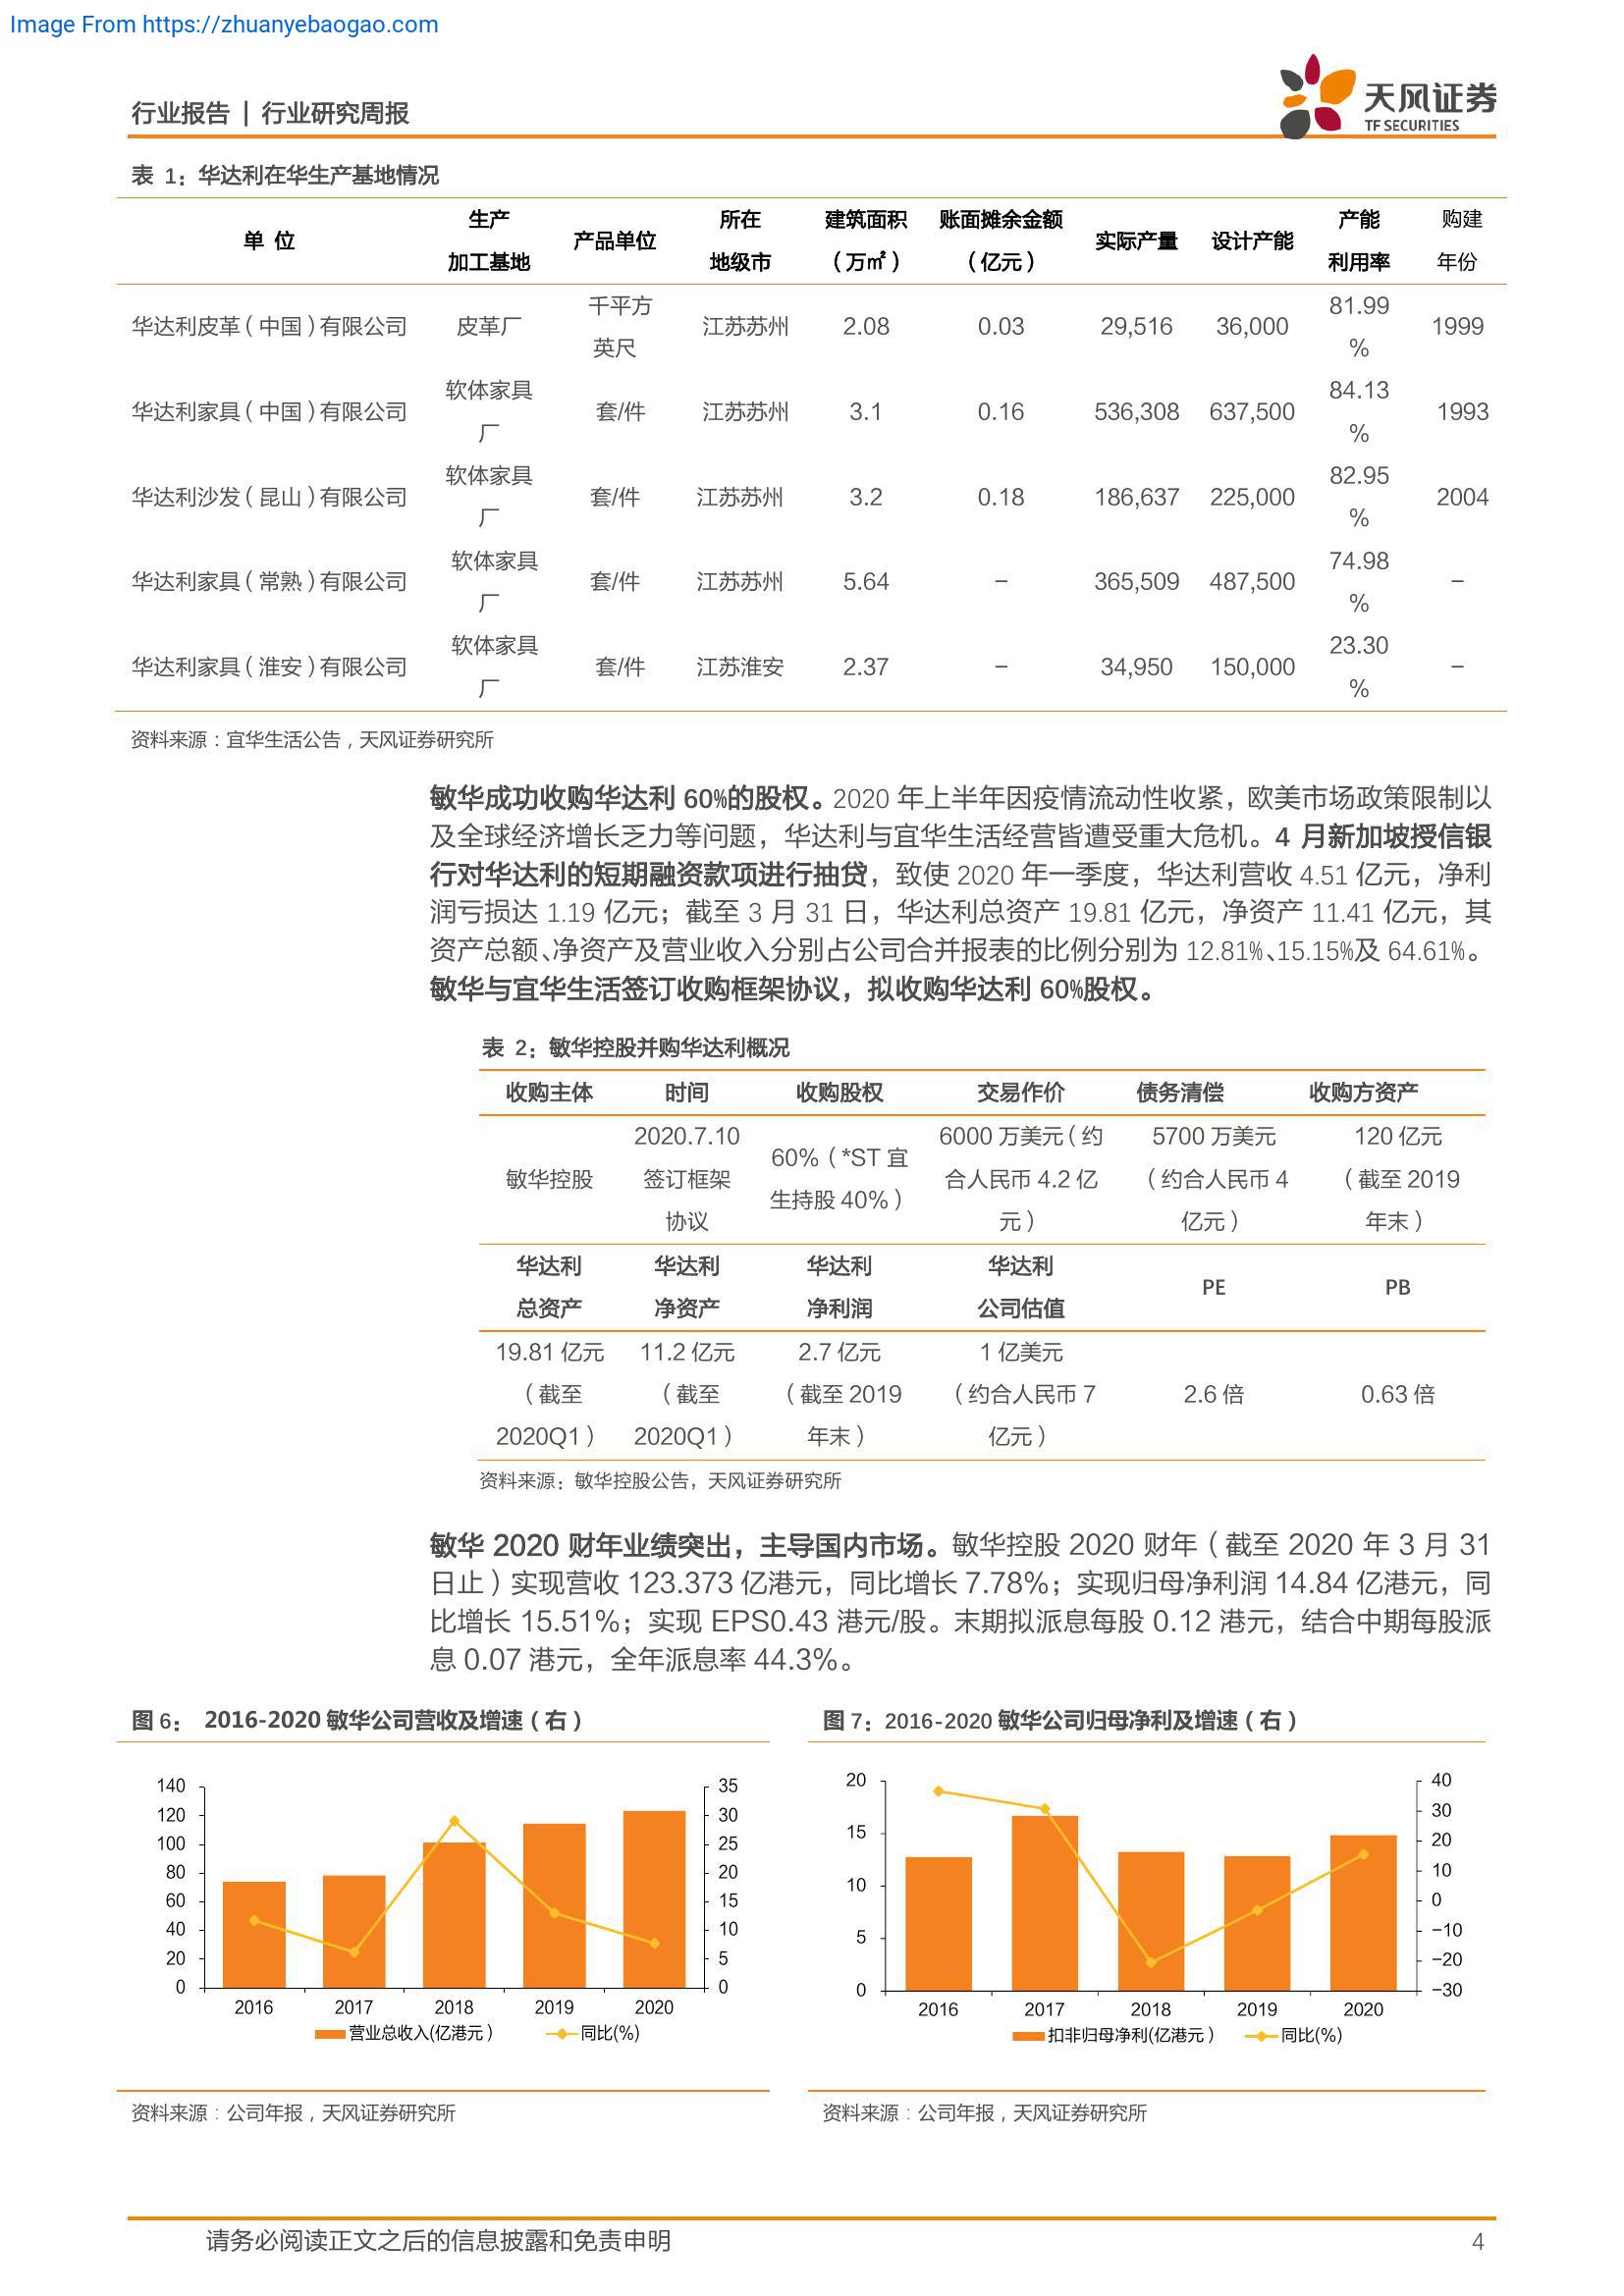 Image From https://zhuanyebaogao.com
行业报告 | 行业研究周报
天风证券
TF SECURITIES
表 1：华达利在华生产基地情况
单 位 生产加工基地 产品单位 所在地级市 建筑面积（万㎡） 账面摊余金额（亿元） 实际产量 设计产能 产能利用率 购建年份
华达利皮革（中国）有限公司 皮革厂 千平方英尺 江苏苏州 2.08 0.03 29,516 36,000 81.99% 1999
华达利家具（中国）有限公司 软体家具厂 套/件 江苏苏州 3.1 0.16 536,308 637,500 84.13% 1993
华达利沙发（昆山）有限公司 软体家具厂 套/件 江苏苏州 3.2 0.18 186,637 225,000 82.95% 2004
华达利家具（常熟）有限公司 软体家具厂 套/件 江苏苏州 5.64 – 365,509 487,500 74.98% –
华达利家具（淮安）有限公司 软体家具厂 套/件 江苏淮安 2.37 – 34,950 150,000 23.30% –
资料来源：宜华生活公告，天风证券研究所
敏华成功收购华达利 60%的股权。2020 年上半年因疫情流动性收紧，欧美市场政策限制以
及全球经济增长乏力等问题，华达利与宜华生活经营皆遭受重大危机。4 月新加坡授信银
行对华达利的短期融资款项进行抽贷，致使 2020 年一季度，华达利营收 4.51 亿元，净利
润亏损达 1.19 亿元；截至 3 月 31 日，华达利总资产 19.81 亿元，净资产 11.41 亿元，其
资产总额、净资产及营业收入分别占公司合并报表的比例分别为 12.81%、15.15%及 64.61%。
敏华与宜华生活签订收购框架协议，拟收购华达利 60%股权。
表 2：敏华控股并购华达利概况
收购主体 时间 收购股权 交易作价 债务清偿 收购方资产
敏华控股 2020.7.10签订框架协议 60%（*ST 宜生持股 40%） 6000 万美元（约合人民币 4.2 亿元） 5700 万美元（约合人民币 4亿元） 120 亿元（截至 2019年末）
华达利总资产 华达利净资产 华达利净利润 华达利公司估值 PE PB
19.81 亿元（截至2020Q1） 11.2 亿元（截至2020Q1） 2.7 亿元（截至 2019年末） 1 亿美元（约合人民币 7亿元） 2.6 倍 0.63 倍
资料来源：敏华控股公告，天风证券研究所
敏华 2020 财年业绩突出，主导国内市场。敏华控股 2020 财年（截至 2020 年 3 月 31
日止）实现营收 123.373 亿港元，同比增长 7.78%；实现归母净利润 14.84 亿港元，同
比增长 15.51%；实现 EPS0.43 港元/股。末期拟派息每股 0.12 港元，结合中期每股派
息 0.07 港元，全年派息率 44.3%。
图 6： 2016-2020 敏华公司营收及增速（右）
140 120 100 80 60 40 20 0
35 30 25 20 15 10 5 0
2016 2017 2018 2019 2020
营业总收入(亿港元） 同比(%)
资料来源：公司年报，天风证券研究所
图 7：2016-2020 敏华公司归母净利及增速（右）
20 15 10 5 0
40 30 20 10 0 −10 −20 −30
2016 2017 2018 2019 2020
扣非归母净利(亿港元） 同比(%)
资料来源：公司年报，天风证券研究所
请务必阅读正文之后的信息披露和免责申明 4